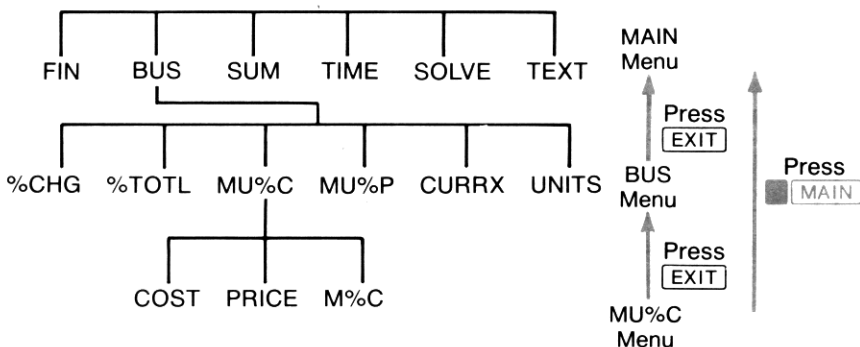 FIN BUS SUM TIME SOLVE TEXT
%CHG %TOTL MU%C MU%P CURRX UNITS
COST PRICE M%C
MAIN
Menu
Press
EXIT
BUS
Menu
Press
EXIT
MU%C
Menu
Press
MAIN